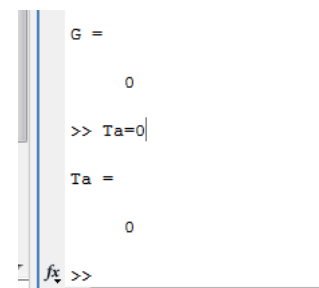 G =
0
>> Ta=0
Ta =
0
fx >>